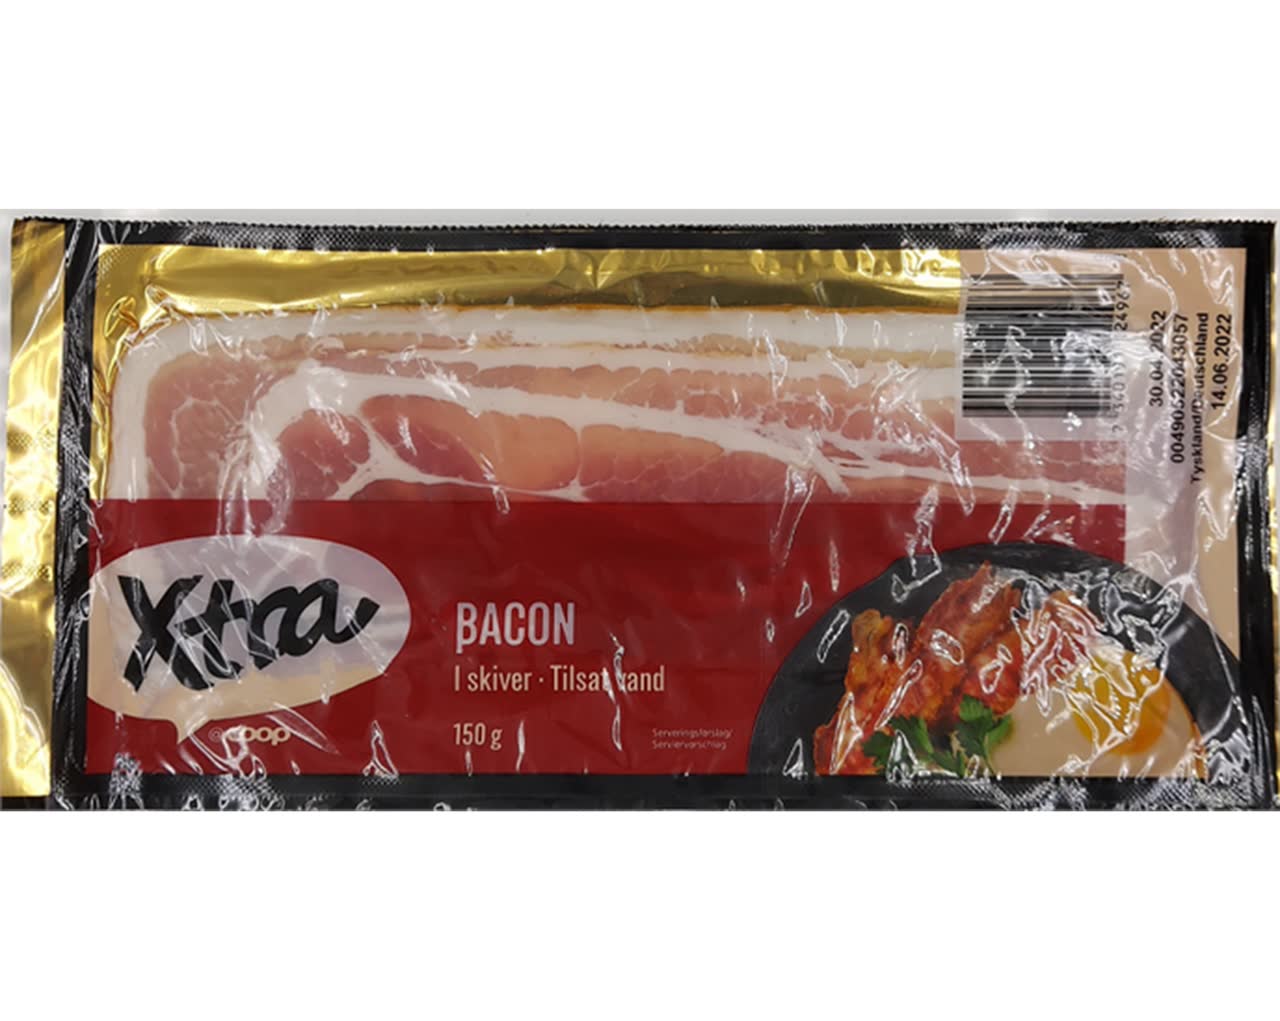 Xtra
coop
BACON
I skiver · Tilsat vand
150 g
Serveringsforslag/
Serviervorschlag
30.04.2022
00490522043057
Tyskland/Deutschland
14.06.2022